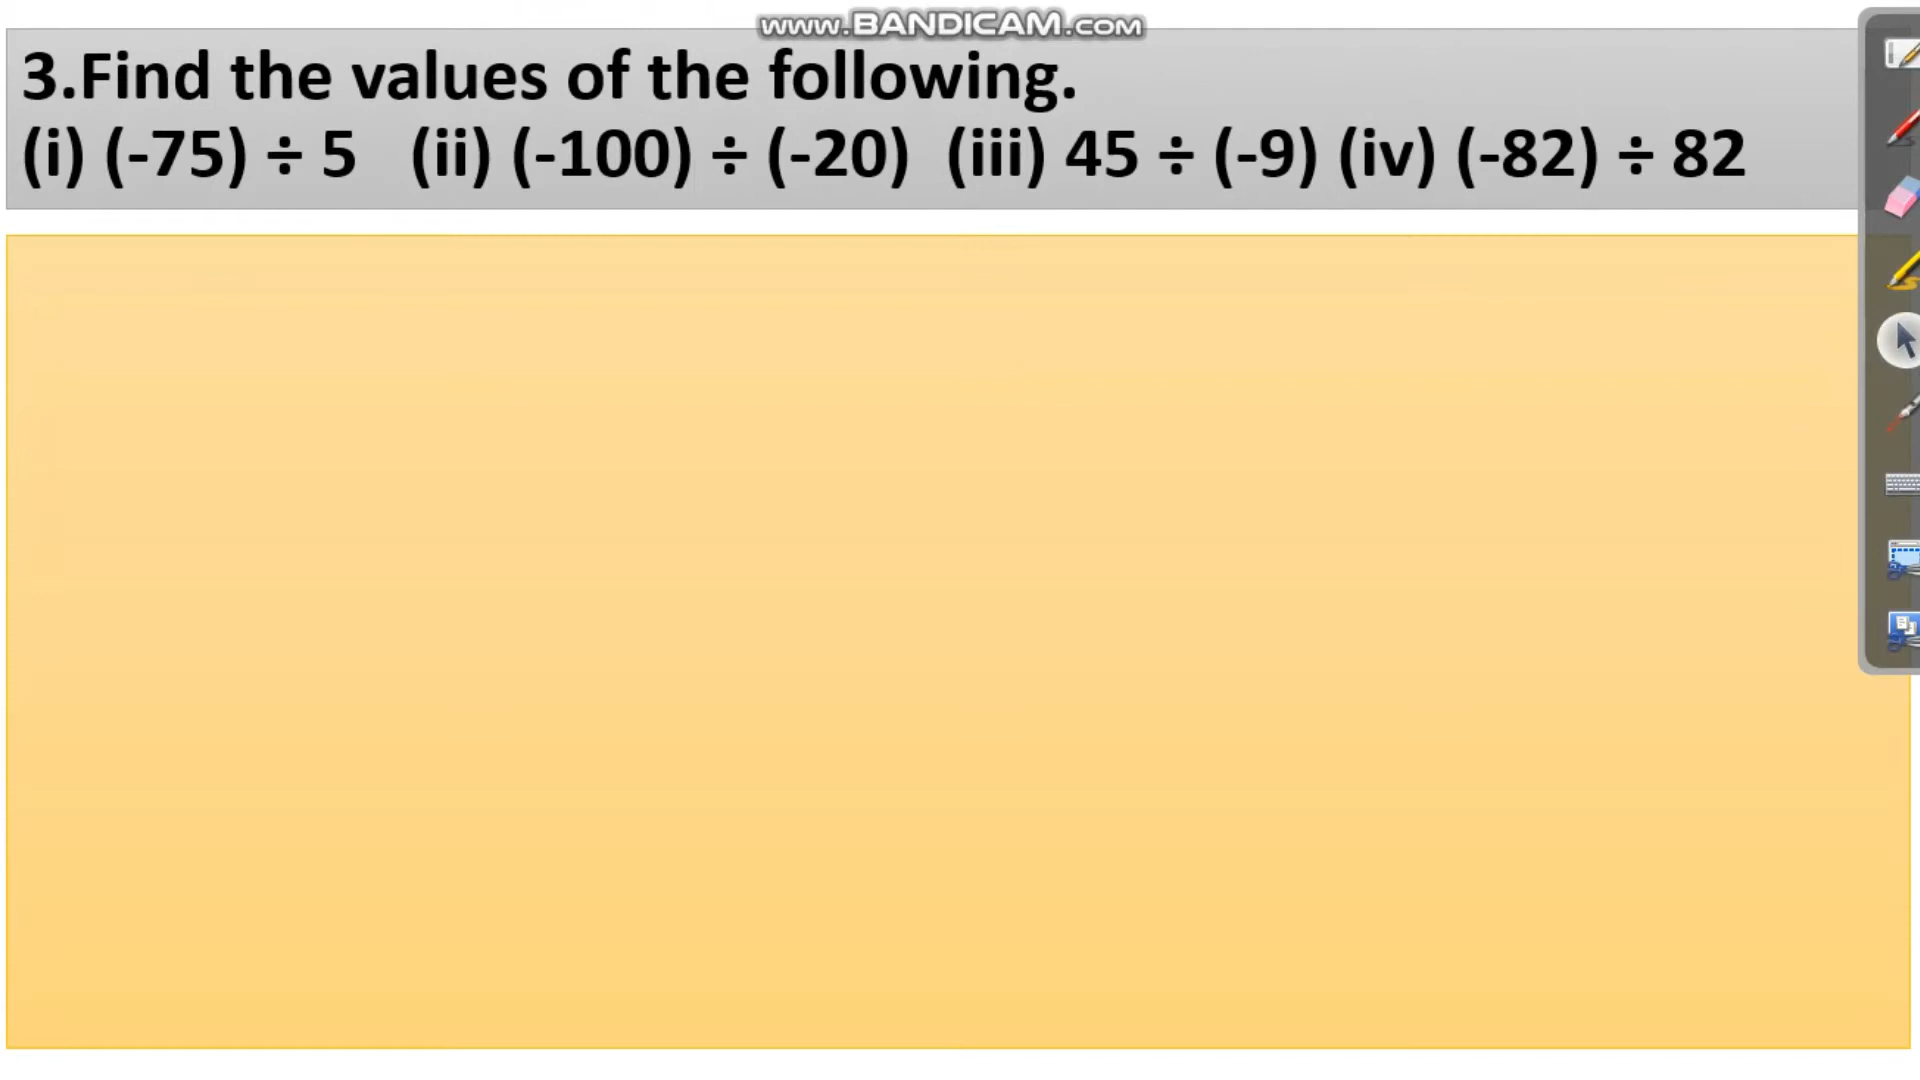 www.BANDICAM.com
3.Find the values of the following.
(i) (-75) ÷ 5 (ii) (-100) ÷ (-20) (iii) 45 ÷ (-9) (iv) (-82) ÷ 82